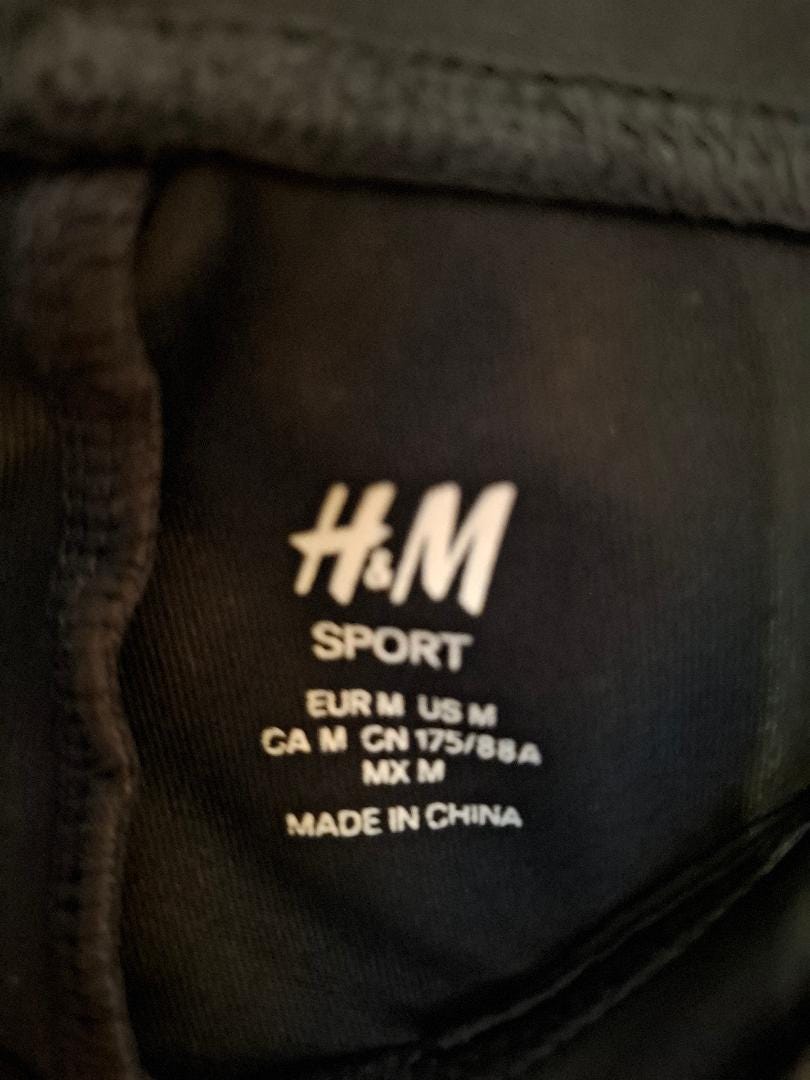 H&M
SPORT
EUR M US M
CA M CN 175/88A
MX M
MADE IN CHINA